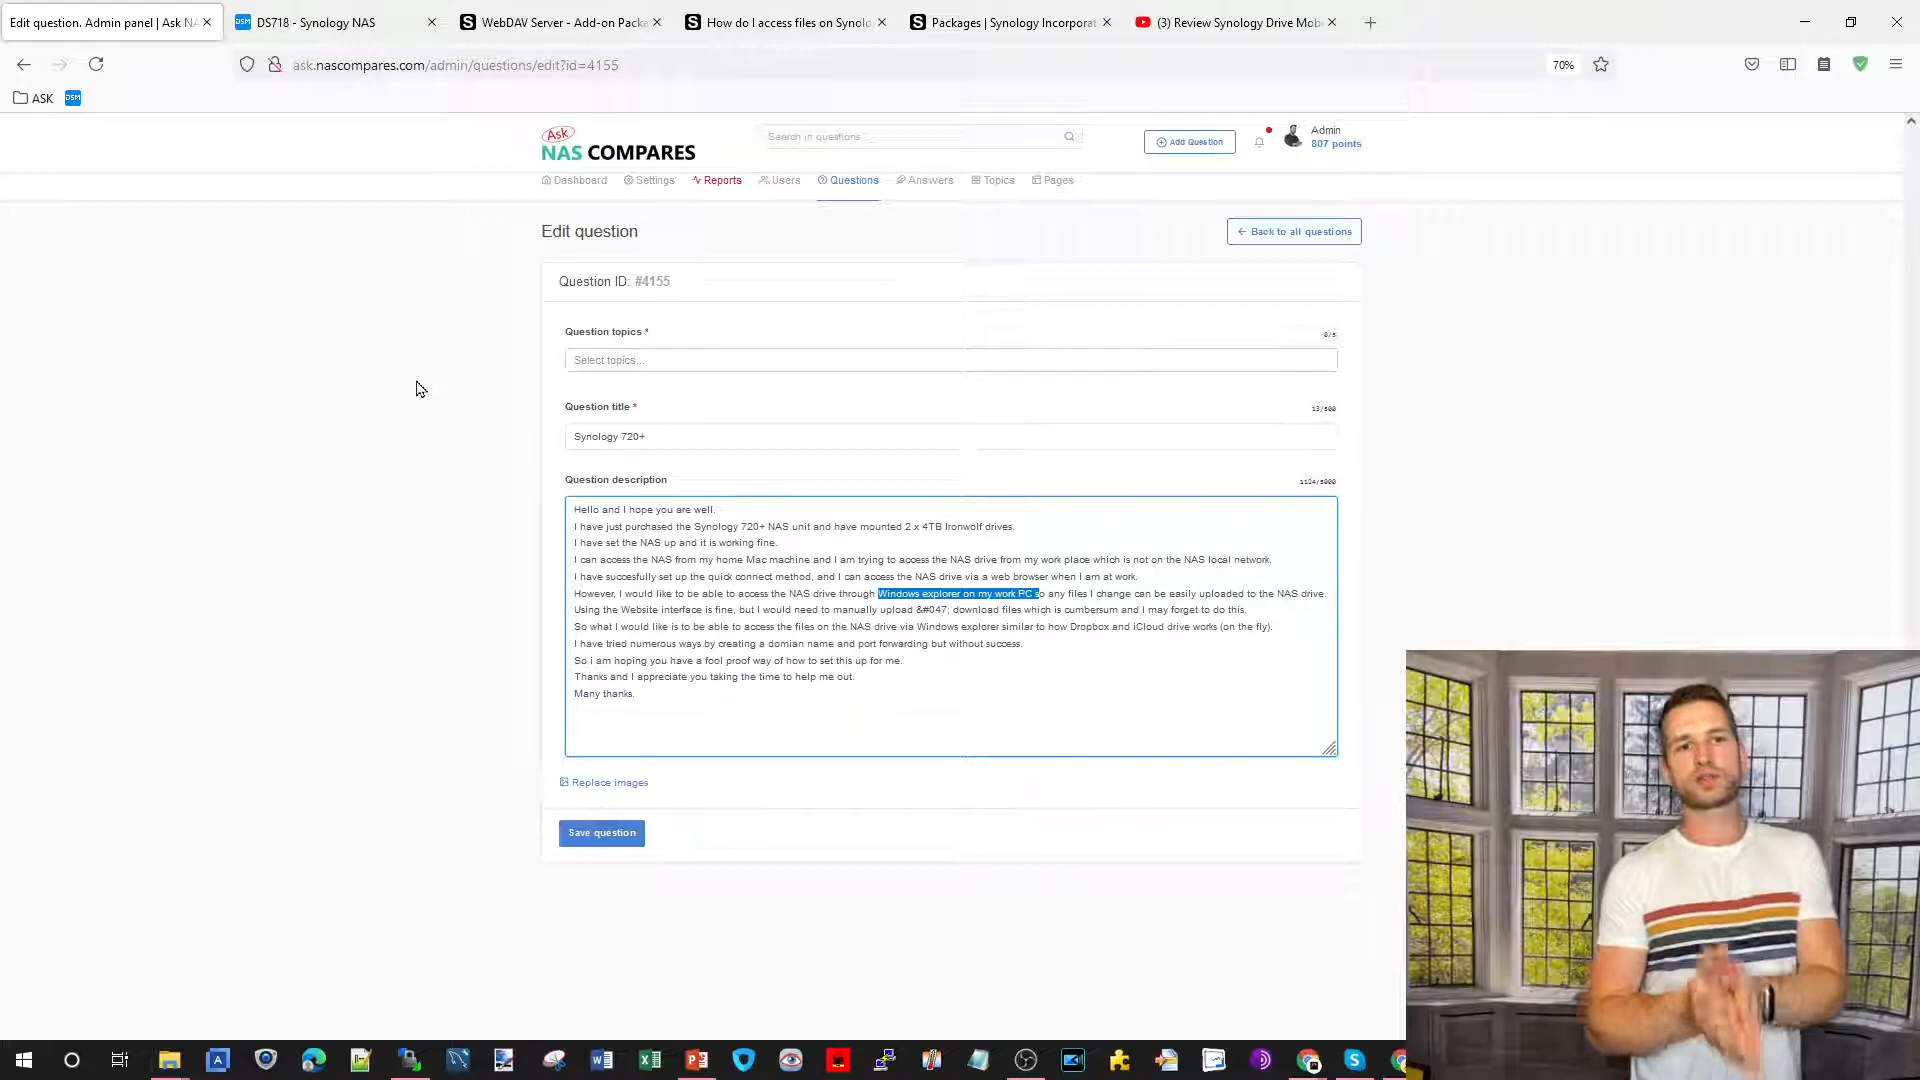 Edit question. Admin panel | Ask NA
DS718 - Synology NAS
WebDAV Server - Add-on Packa
How do I access files on Synolo
Packages | Synology Incorporat
(3) Review Synology Drive Mob
ask.nascompares.com/admin/questions/edit?id=4155
70%
ASK
DSM
Ask
NAS COMPARES
Search in questions
Add Question
Admin
807 points
Dashboard
Settings
Reports
Users
Questions
Answers
Topics
Pages
Edit question
Back to all questions
Question ID: #4155
Question topics *
0/5
Select topics...
Question title *
13/500
Synology 720+
Question description
1124/5000
Hello and I hope you are well.
I have just purchased the Synology 720+ NAS unit and have mounted 2 x 4TB Ironwolf drives.
I have set the NAS up and it is working fine.
I can access the NAS from my home Mac machine and I am trying to access the NAS drive from my work place which is not on the NAS local network.
I have succesfully set up the quick connect method, and I can access the NAS drive via a web browser when I am at work.
However, I would like to be able to access the NAS drive through Windows explorer on my work PC so any files I change can be easily uploaded to the NAS drive.
Using the Website interface is fine, but I would need to manually upload &#047; download files which is cumbersum and I may forget to do this.
So what I would like is to be able to access the files on the NAS drive via Windows explorer similar to how Dropbox and iCloud drive works (on the fly).
I have tried numerous ways by creating a domian name and port forwarding but without success.
So i am hoping you have a fool proof way of how to set this up for me.
Thanks and I appreciate you taking the time to help me out.
Many thanks.
Replace images
Save question